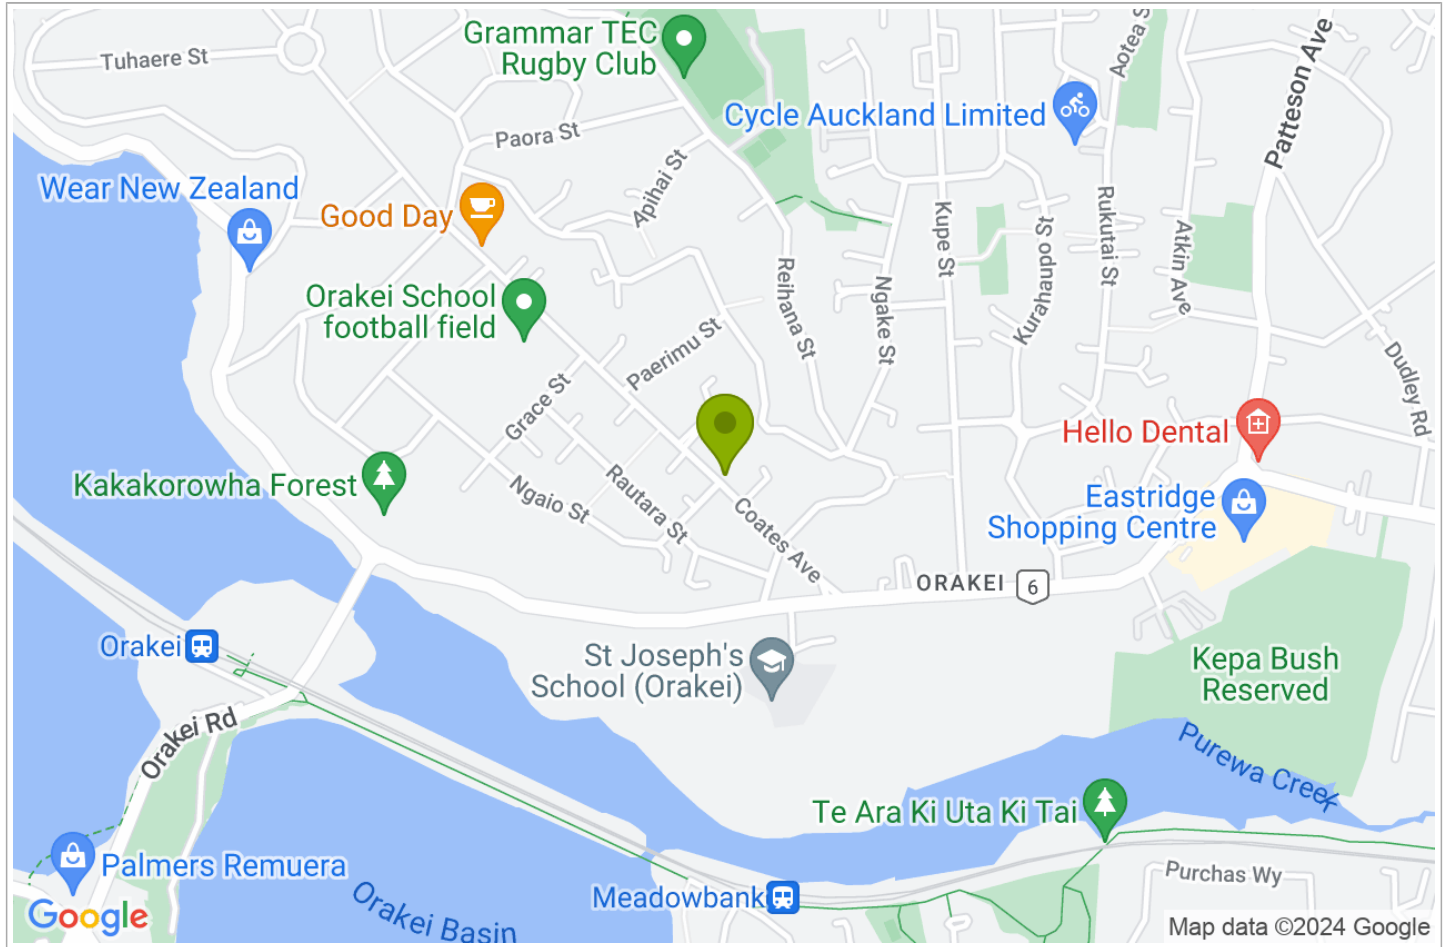 Grammar TEC
Rugby Club
Tuhaere St
Aotea S
Patteson Ave
Cycle Auckland Limited
Paora St
Apihai St
Wear New Zealand
Good Day
Kupe St
Rukutai St
Kurahanupo St
Atkin Ave
Reihana St
Ngake St
Orakei School
football field
Paerimu St
Dudley Rd
Grace St
Hello Dental
Kakakorowha Forest
Ngaio St
Rautara St
Coates Ave
Eastridge
Shopping Centre
ORAKEI 6
Orakei
St Joseph's
School (Orakei)
Kepa Bush
Reserved
Orakei Rd
Purewa Creek
Te Ara Ki Uta Ki Tai
Palmers Remuera
Purchas Wy
Meadowbank
Orakei Basin
Google
Map data ©2024 Google